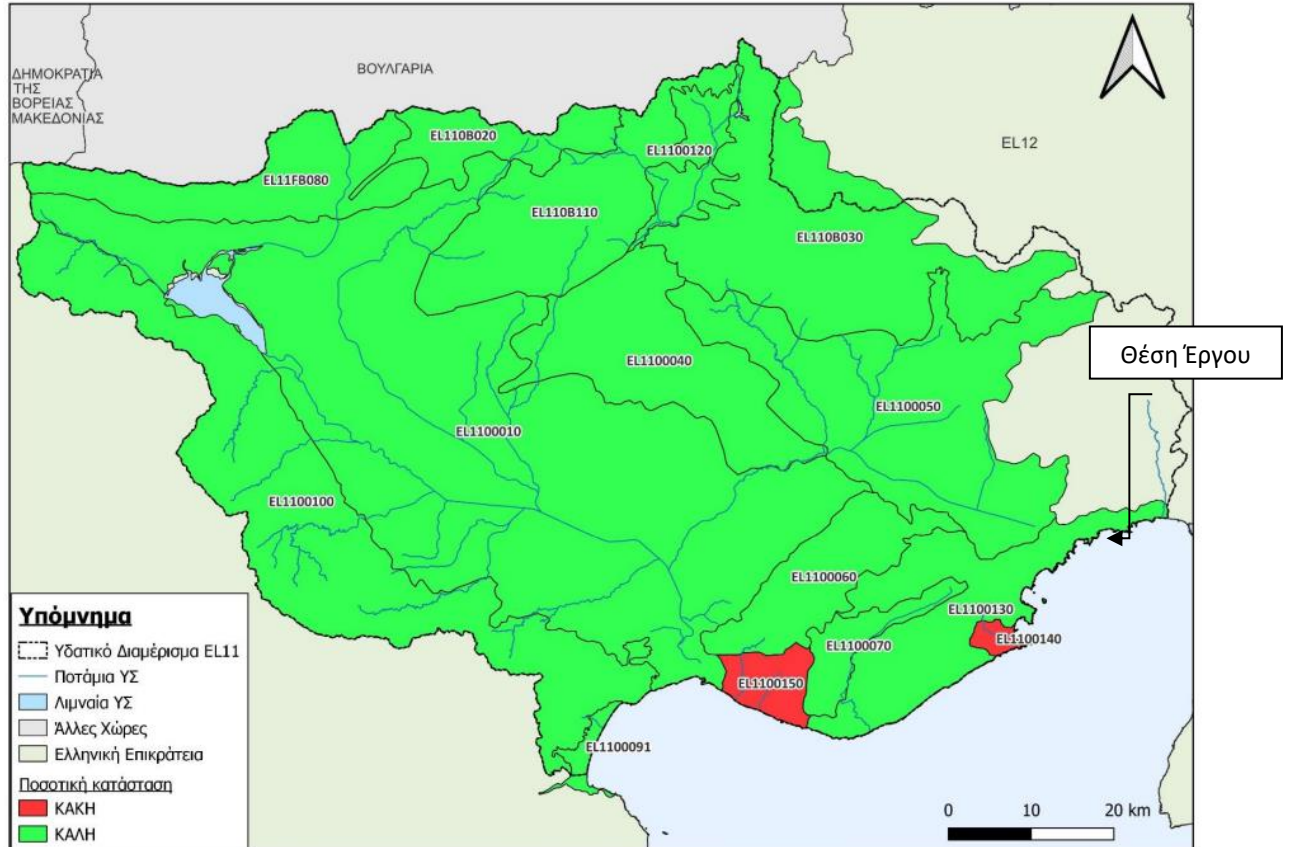 ΔΗΜΟΚΡΑΤΙΑ
ΤΗΣ
ΒΟΡΕΙΑΣ
ΜΑΚΕΔΟΝΙΑΣ
ΒΟΥΛΓΑΡΙΑ
EL12
EL110B020
EL1100120
EL11FB080
EL110B110
EL110B030
Θέση Έργου
EL1100040
EL1100050
EL1100010
EL1100100
EL1100060
EL1100130
EL1100140
EL1100070
EL1100150
EL1100091
Υπόμνημα
Υδατικό Διαμέρισμα EL11
Ποτάμια ΥΣ
Λιμναία ΥΣ
Άλλες Χώρες
Ελληνική Επικράτεια
Ποσοτική κατάσταση
ΚΑΚΗ
ΚΑΛΗ
0 10 20 km